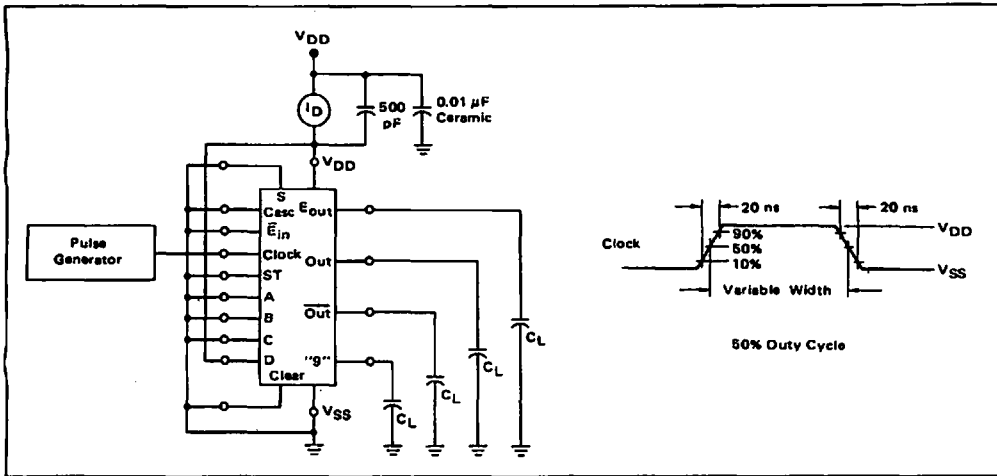 VDD
ID
500 pF
0.01 µF Ceramic
VDD
S
Casc
Eout
E̅in
Pulse Generator
Clock
Out
ST
A
B
O̅u̅t̅
C
D
"9"
Clear
VSS
CL
CL
CL
CL
20 ns
20 ns
VDD
90%
Clock
50%
10%
VSS
Variable Width
50% Duty Cycle